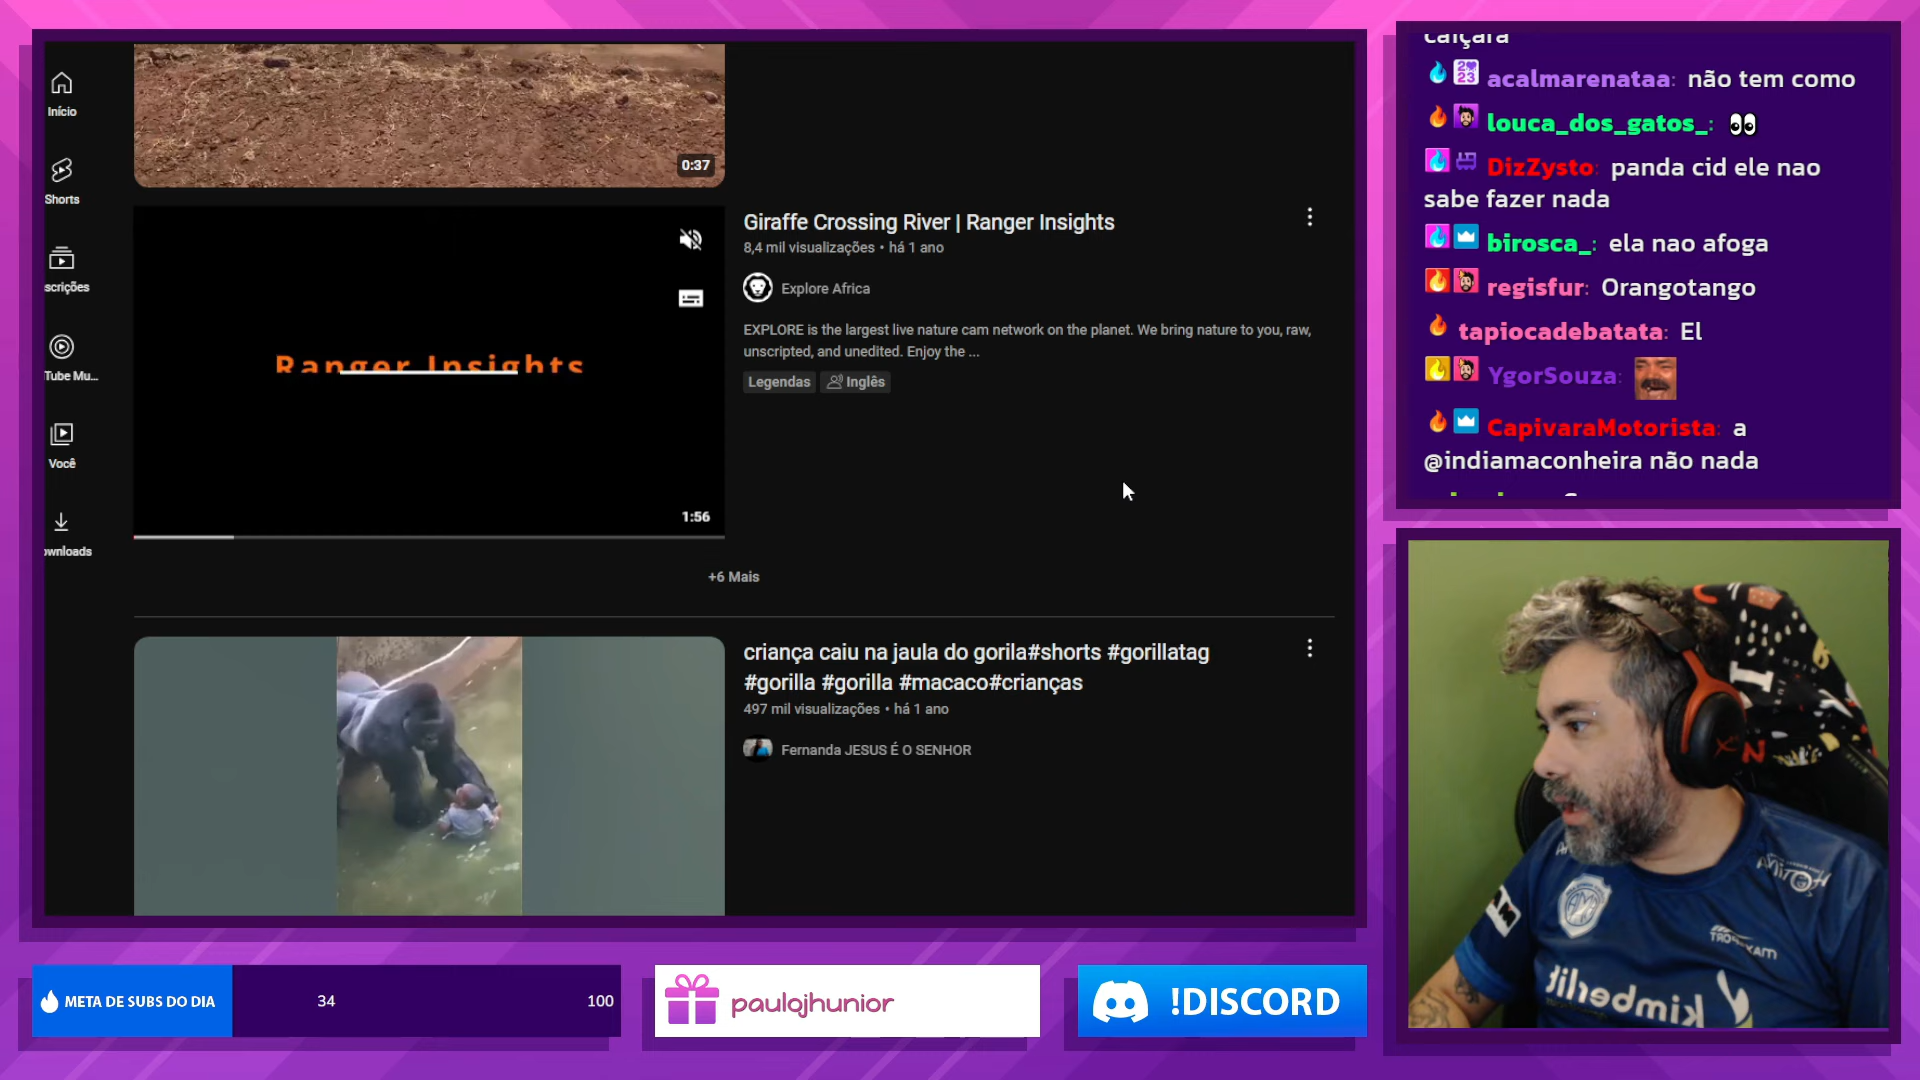 Início
Shorts
scrições
Tube Mu...
Você
ownloads
0:37
Ranger Insights
1:56
Giraffe Crossing River | Ranger Insights
8,4 mil visualizações • há 1 ano
Explore Africa
EXPLORE is the largest live nature cam network on the planet. We bring nature to you, raw,
unscripted, and unedited. Enjoy the ...
Legendas
Inglês
+6 Mais
criança caiu na jaula do gorila#shorts #gorillatag
#gorilla #gorilla #macaco#crianças
497 mil visualizações • há 1 ano
Fernanda JESUS É O SENHOR
caiçara
acalmarenataa: não tem como
louca_dos_gatos_:
DizZysto: panda cid ele nao
sabe fazer nada
birosca_: ela nao afoga
regisfur: Orangotango
tapiocadebatata: El
YgorSouza:
CapivaraMotorista: a
@indiamaconheira não nada
kimberlit
META DE SUBS DO DIA
34
100
paulojhunior
!DISCORD